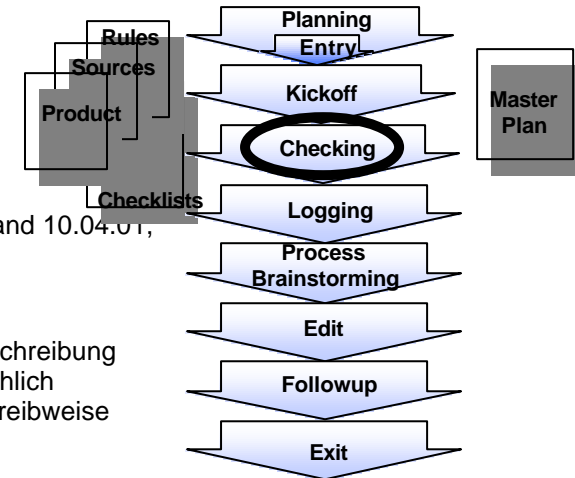 Planning
Entry
Rules
Sources
Product
Checklists
Kickoff
Master
Plan
Checking
and 10.04.01,
Logging
Process
Brainstorming
Edit
chreibung
hlich
reibweise
Followup
Exit